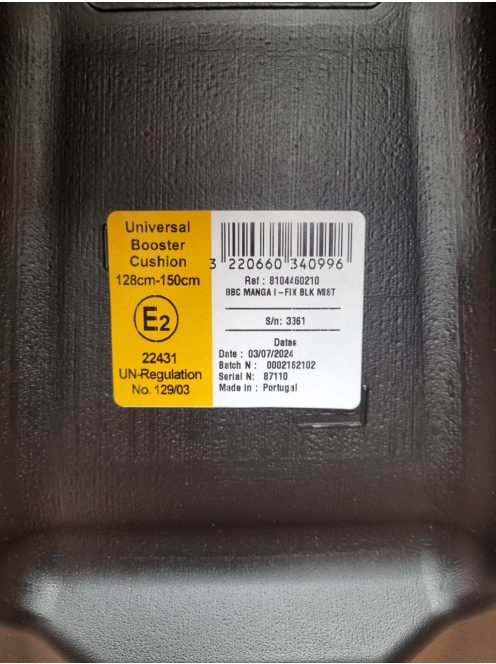 Universal
Booster
Cushion
128cm-150cm
E2
22431
UN-Regulation
No. 129/03
3 220660 340996
Ref : 8104460210
BBC MANGA I - FIX BLK MIST
S/n: 3361
Datas
Date : 03/07/2024
Batch N : 0002162102
Serial N: 87110
Made in : Portugal